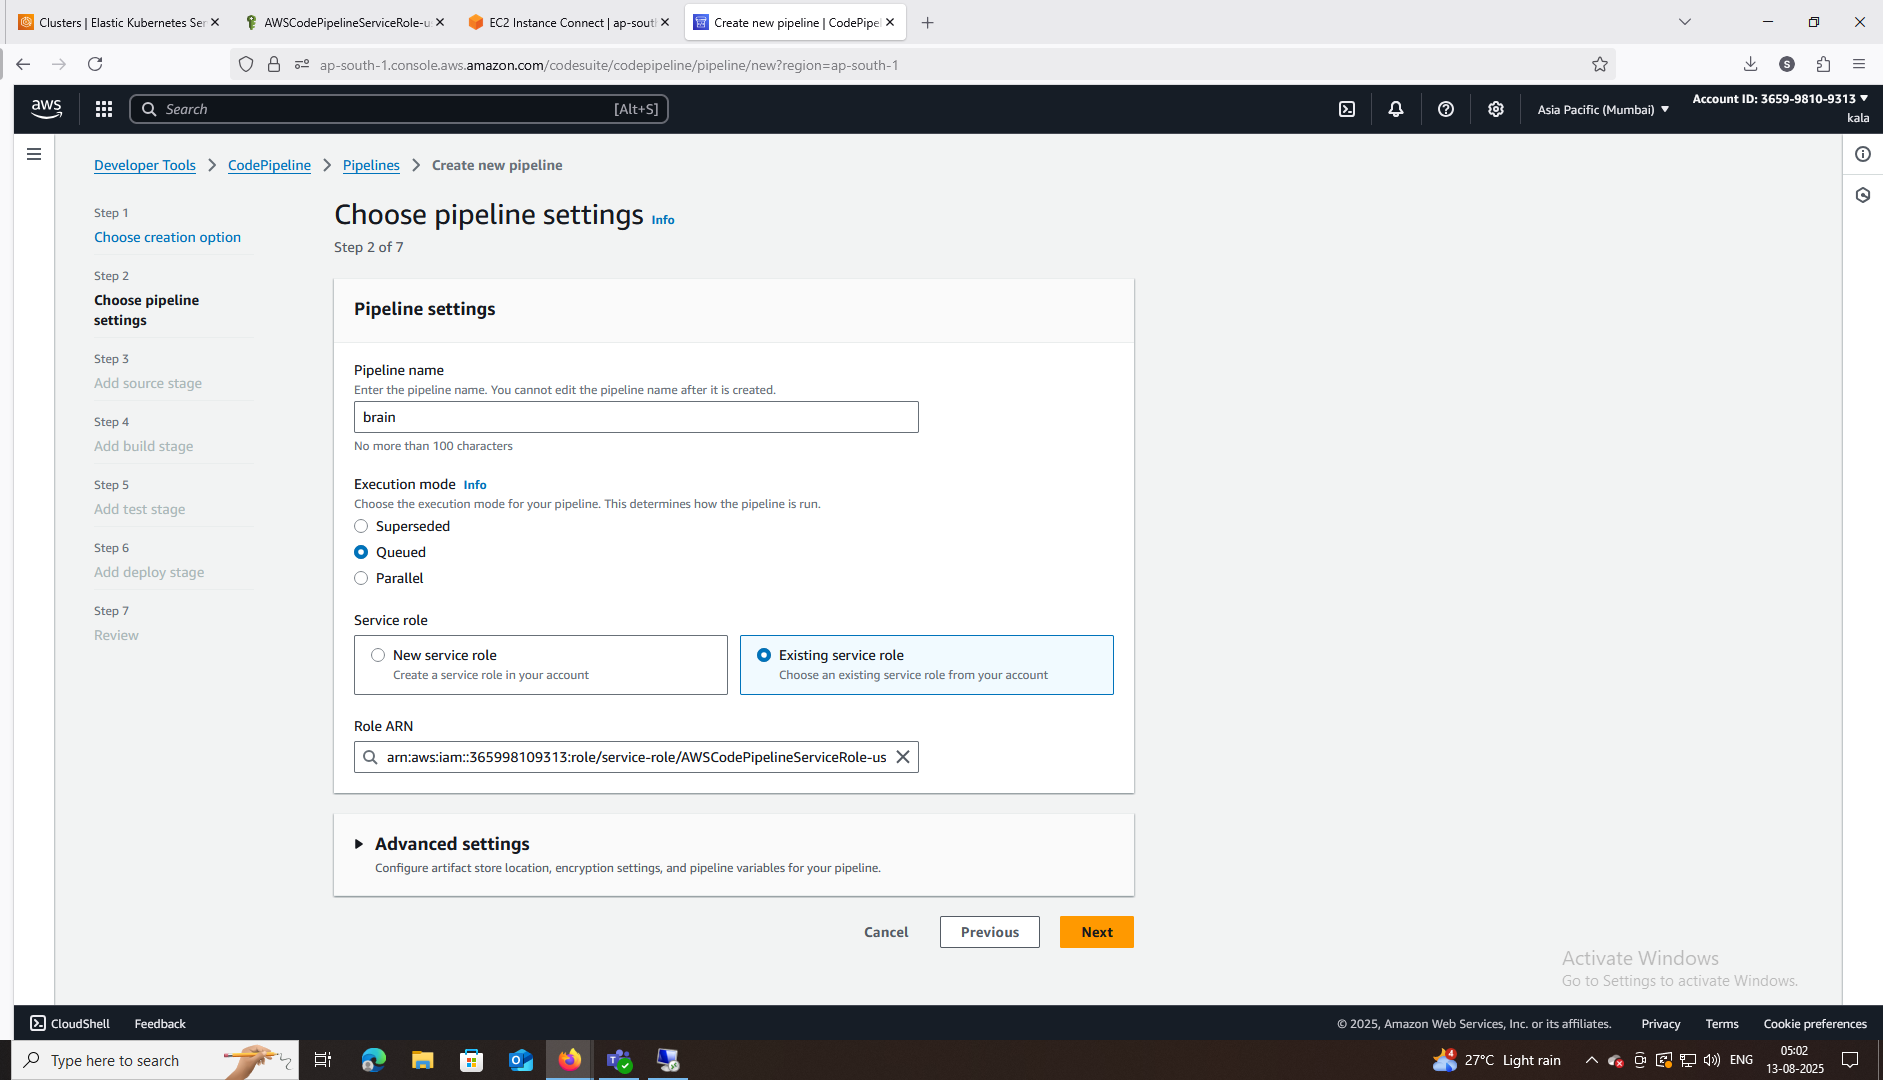 Clusters | Elastic Kubernetes Ser
AWSCodePipelineServiceRole-us
EC2 Instance Connect | ap-south
Create new pipeline | CodePipel
ap-south-1.console.aws.amazon.com/codesuite/codepipeline/pipeline/new?region=ap-south-1
S
aws
Search
[Alt+S]
Asia Pacific (Mumbai)
Account ID: 3659-9810-9313
kala
Developer Tools
CodePipeline
Pipelines
Create new pipeline
Step 1
Choose creation option
Step 2
Choose pipeline
settings
Step 3
Add source stage
Step 4
Add build stage
Step 5
Add test stage
Step 6
Add deploy stage
Step 7
Review
Choose pipeline settings Info
Step 2 of 7
Pipeline settings
Pipeline name
Enter the pipeline name. You cannot edit the pipeline name after it is created.
brain
No more than 100 characters
Execution mode Info
Choose the execution mode for your pipeline. This determines how the pipeline is run.
Superseded
Queued
Parallel
Service role
New service role
Create a service role in your account
Existing service role
Choose an existing service role from your account
Role ARN
arn:aws:iam::365998109313:role/service-role/AWSCodePipelineServiceRole-us
Advanced settings
Configure artifact store location, encryption settings, and pipeline variables for your pipeline.
Cancel
Previous
Next
Activate Windows
Go to Settings to activate Windows.
CloudShell
Feedback
© 2025, Amazon Web Services, Inc. or its affiliates.
Privacy
Terms
Cookie preferences
Type here to search
4
27°C Light rain
ENG
05:02
13-08-2025